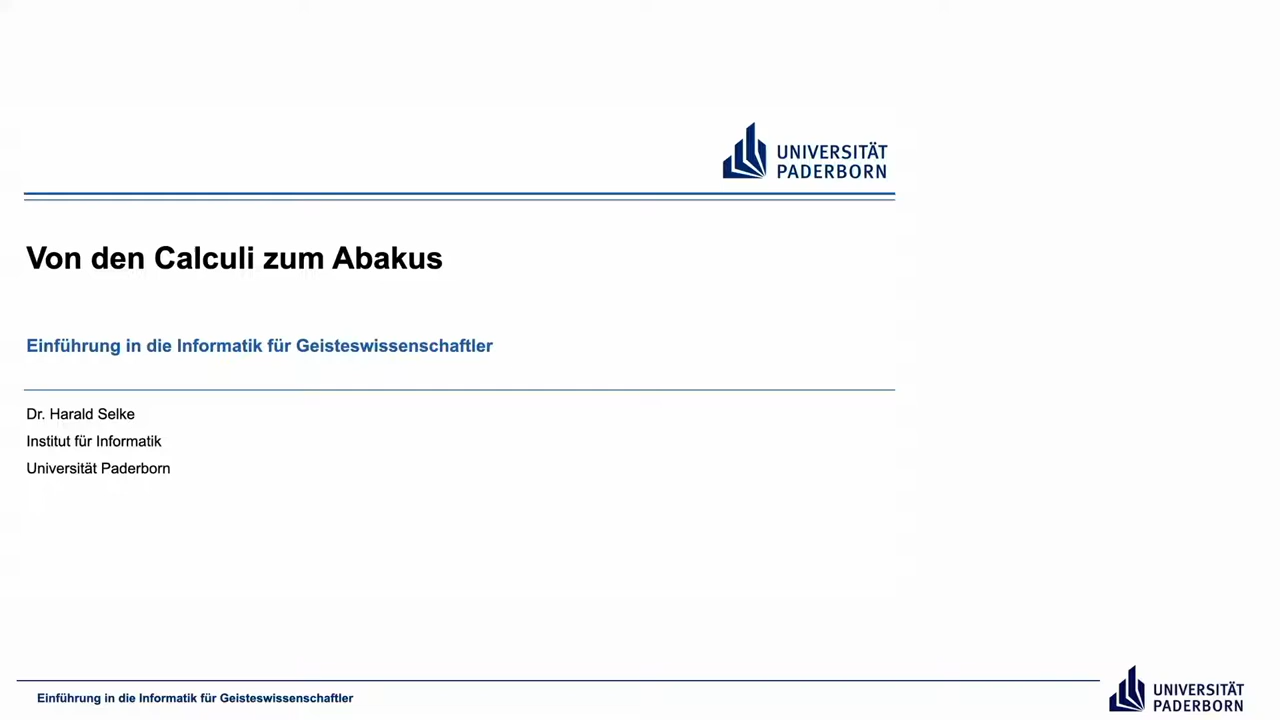 UNIVERSITÄT
PADERBORN
Von den Calculi zum Abakus
Einführung in die Informatik für Geisteswissenschaftler
Dr. Harald Selke
Institut für Informatik
Universität Paderborn
Einführung in die Informatik für Geisteswissenschaftler
UNIVERSITÄT
PADERBORN